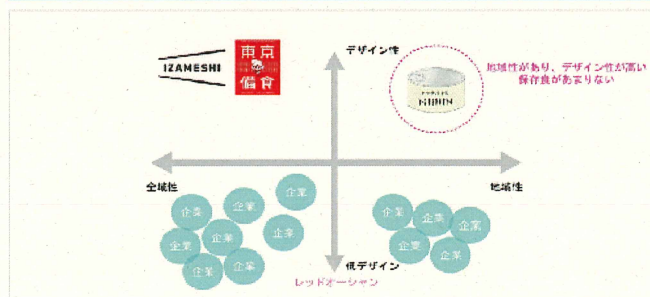 デザイン性
IZAMESHI
東京
備食
地域性があり、デザイン性が高い
保存食があまりない
全域性
地域性
企業
企業
企業
企業
企業
企業
企業
企業
企業
企業
企業
企業
企業
企業
低デザイン
レッドオーシャン